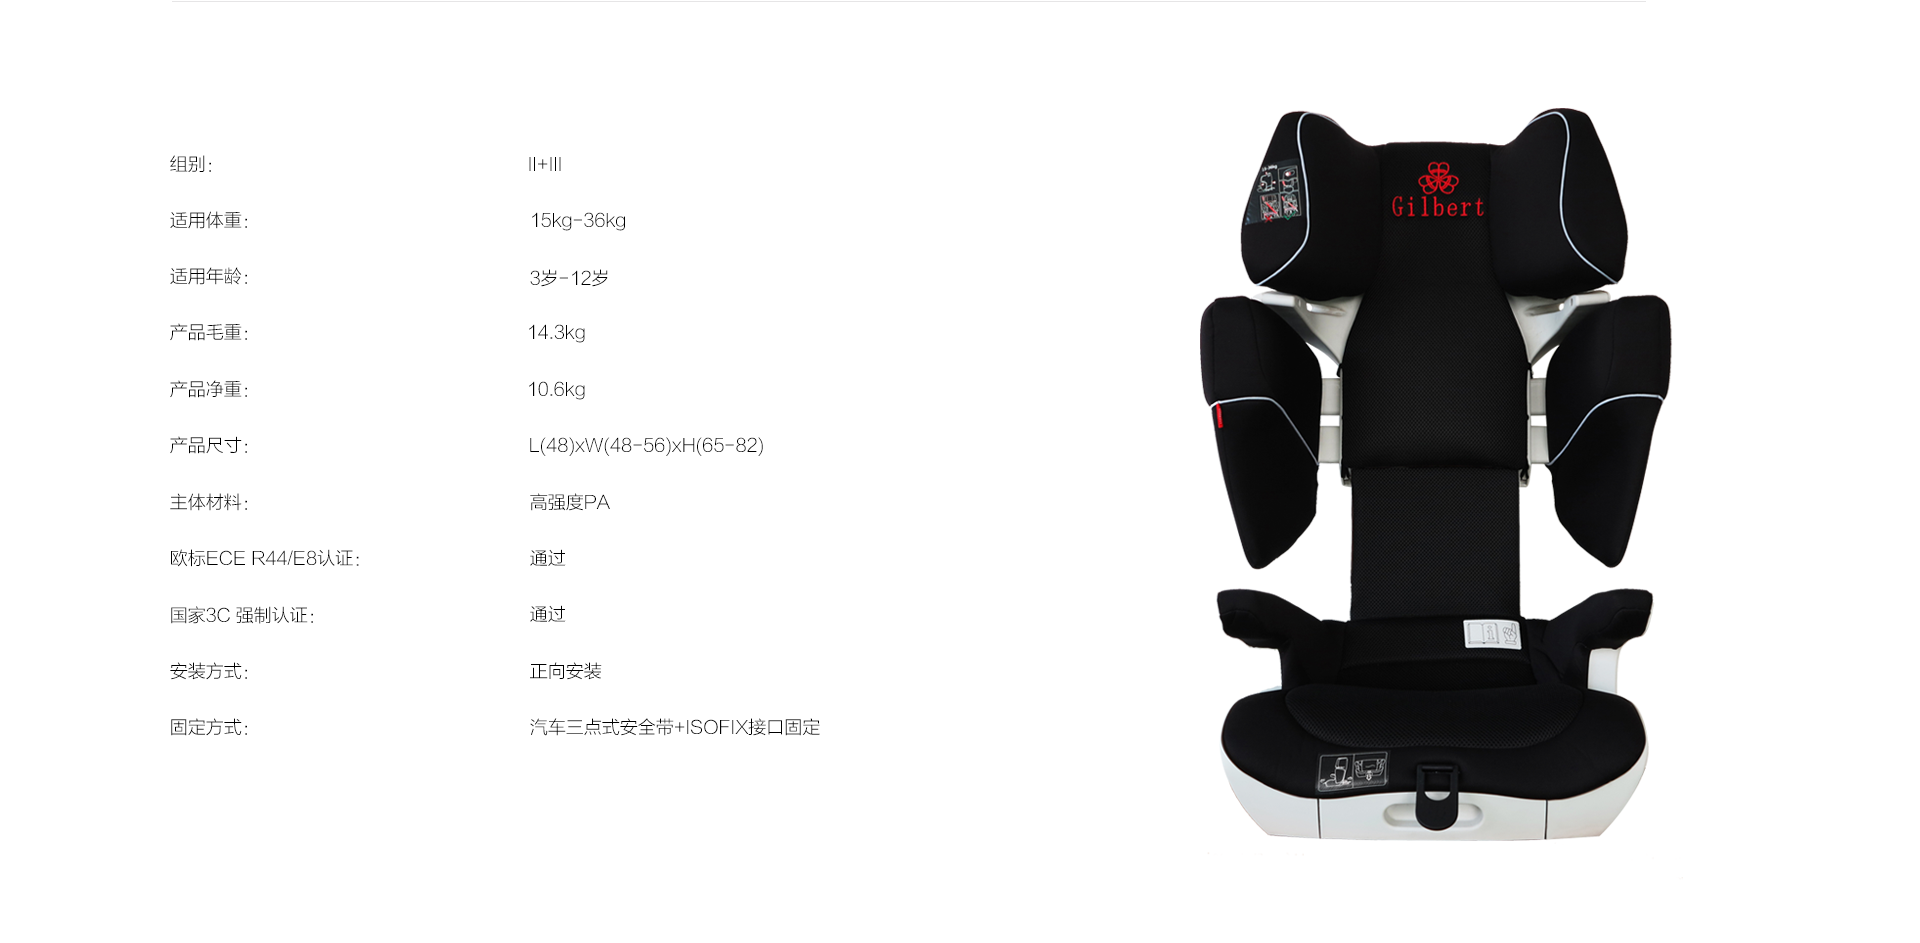 组别： II+III
适用体重： 15kg-36kg
适用年龄： 3岁-12岁
产品毛重： 14.3kg
产品净重： 10.6kg
产品尺寸： L(48)xW(48-56)xH(65-82)
主体材料： 高强度PA
欧标ECE R44/E8认证： 通过
国家3C 强制认证： 通过
安装方式： 正向安装
固定方式： 汽车三点式安全带+ISOFIX接口固定
Gilbert